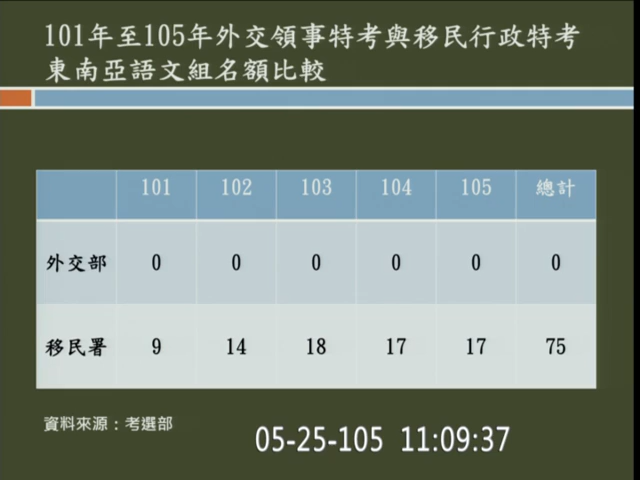 101年至105年外交領事特考與移民行政特考
東南亞語文組名額比較
101 102 103 104 105 總計
外交部 0 0 0 0 0 0
移民署 9 14 18 17 17 75
資料來源：考選部
05-25-105 11:09:37